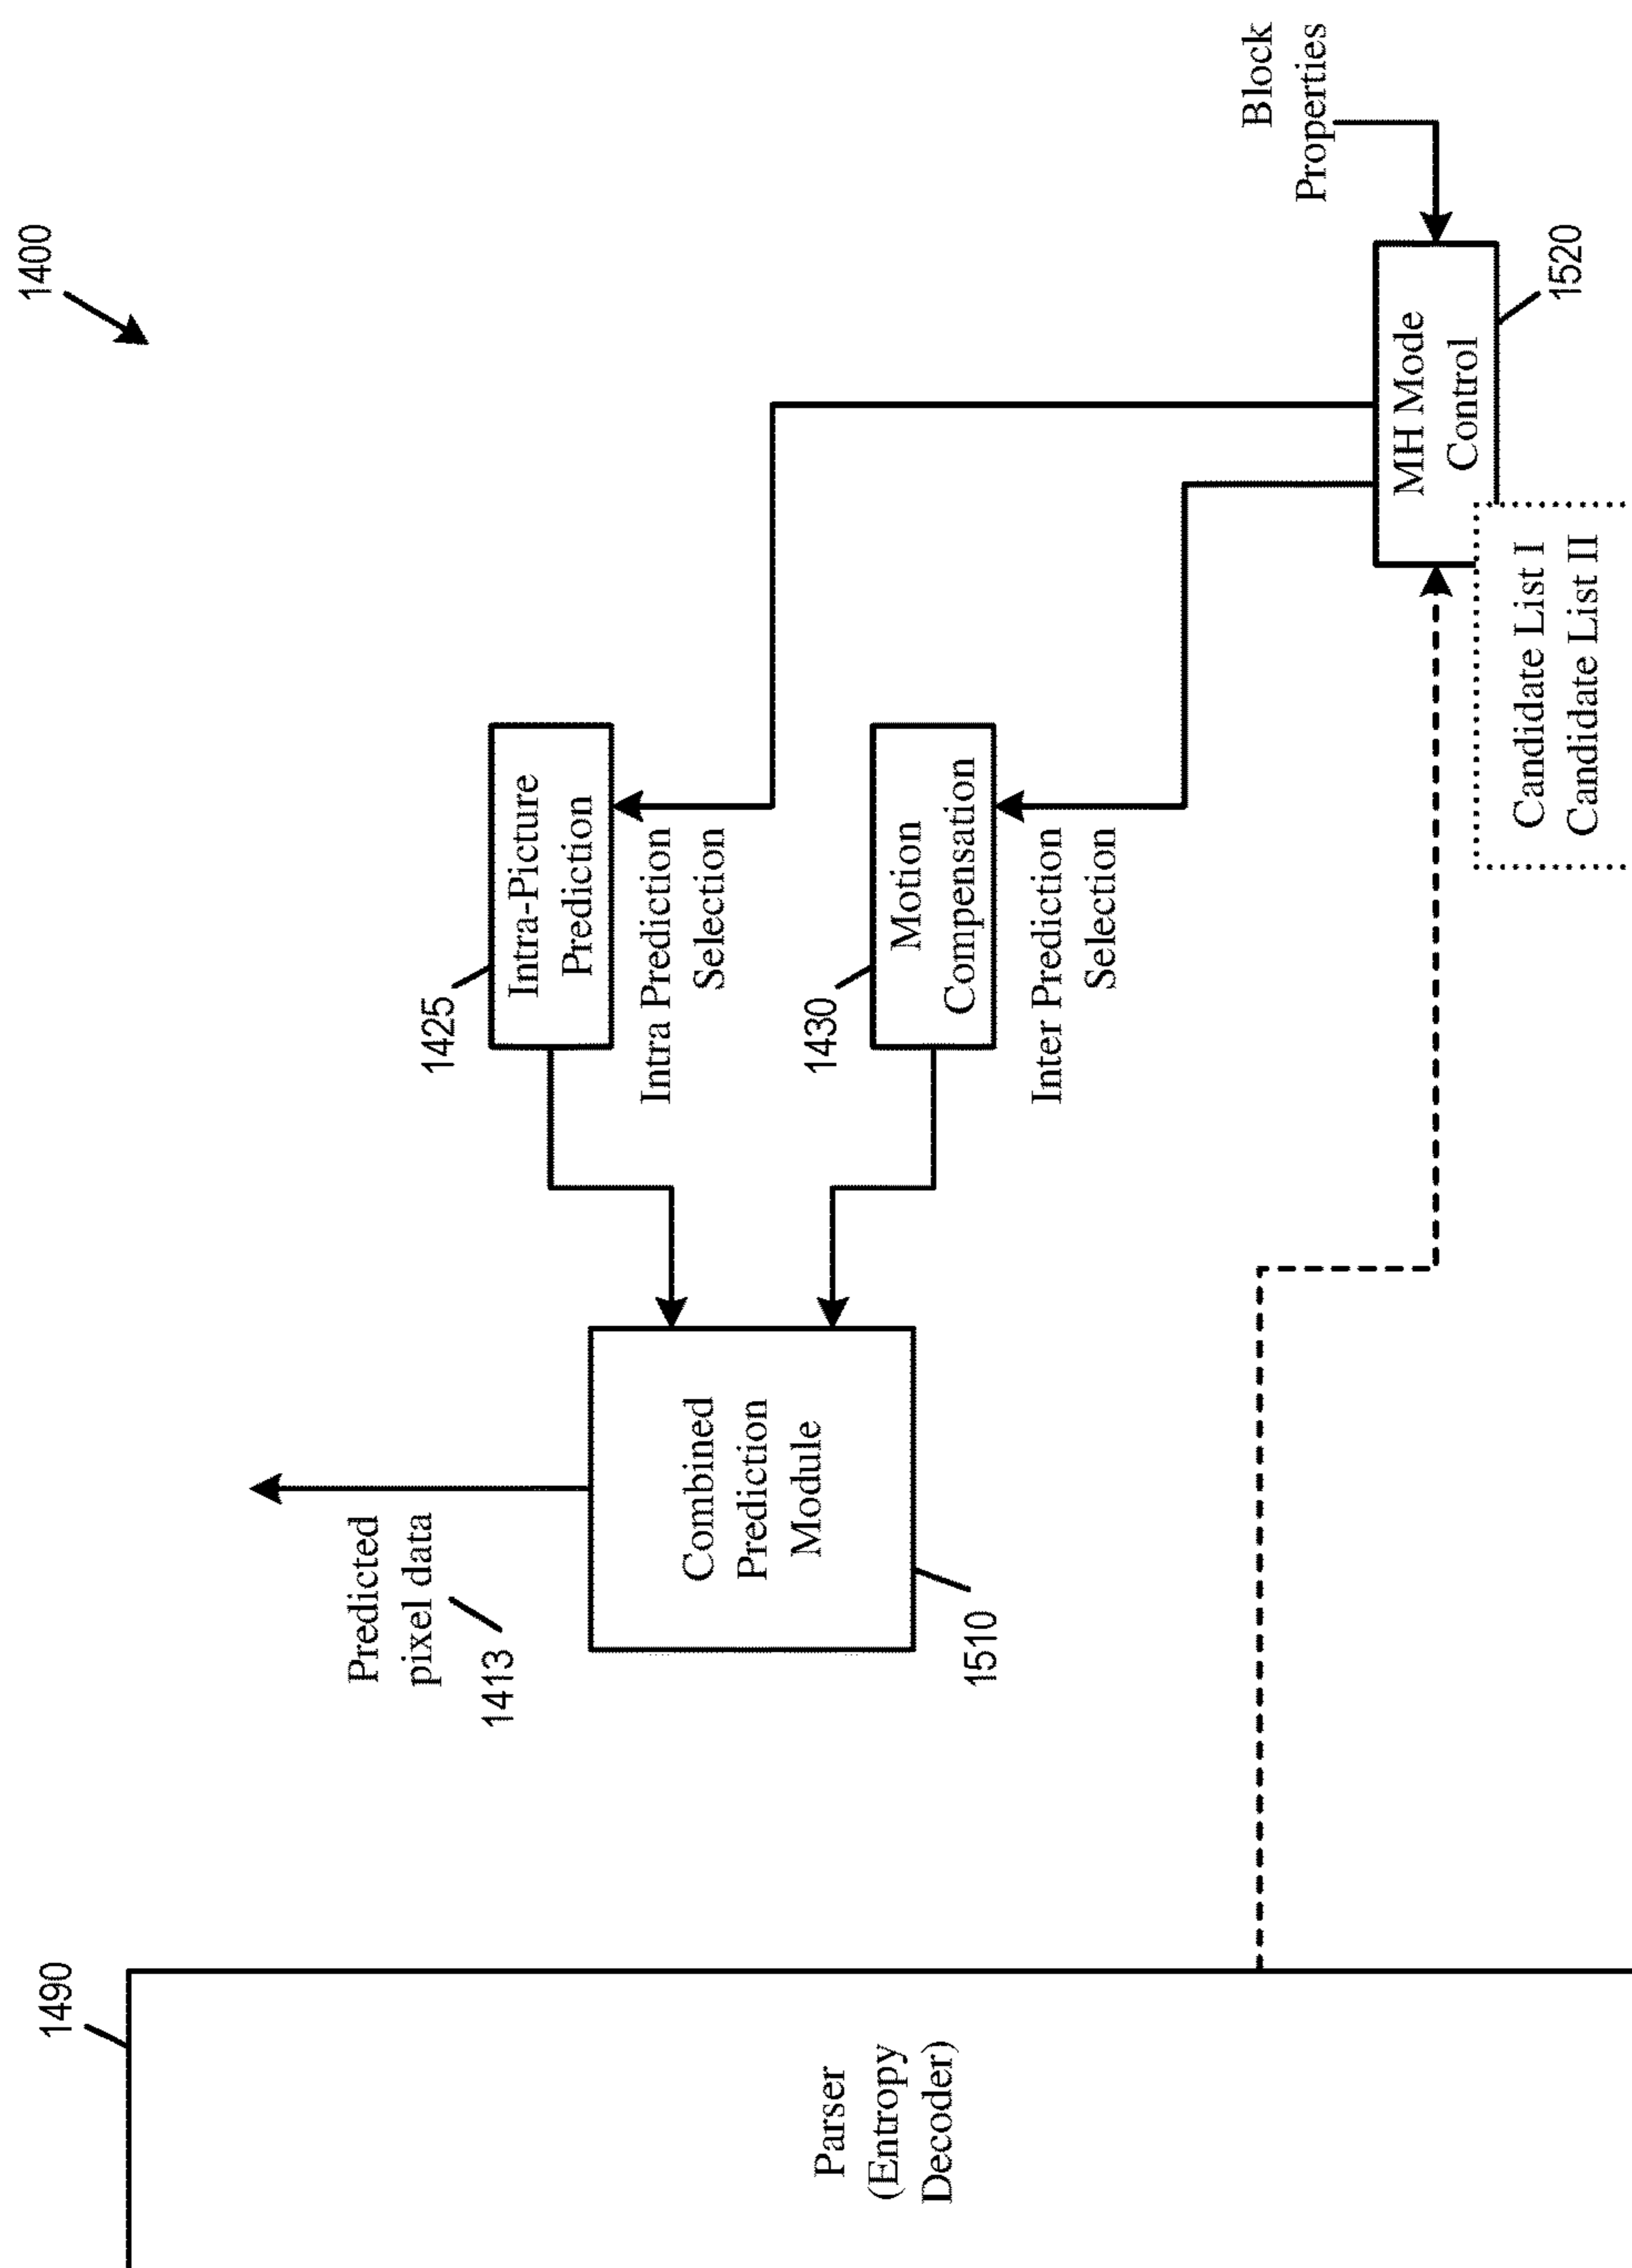 1400
1490
Parser
(Entropy
Decoder)
Predicted
pixel data
1413
Combined
Prediction
Module
1510
1425
Intra-Picture
Prediction
Intra Prediction
Selection
1430
Motion
Compensation
Inter Prediction
Selection
Block
Properties
MH Mode
Control
1520
Candidate List I
Candidate List II